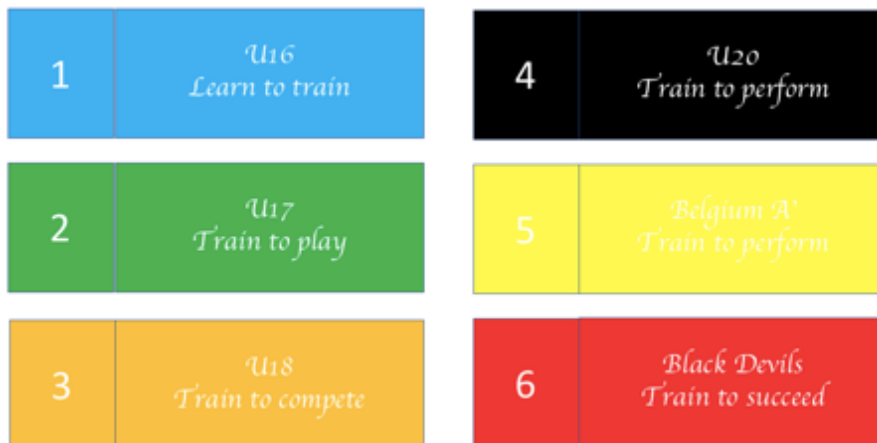 1
U16
Learn to train
2
U17
Train to play
3
U18
Train to compete
4
U20
Train to perform
5
Belgium A'
Train to perform
6
Black Devils
Train to succeed